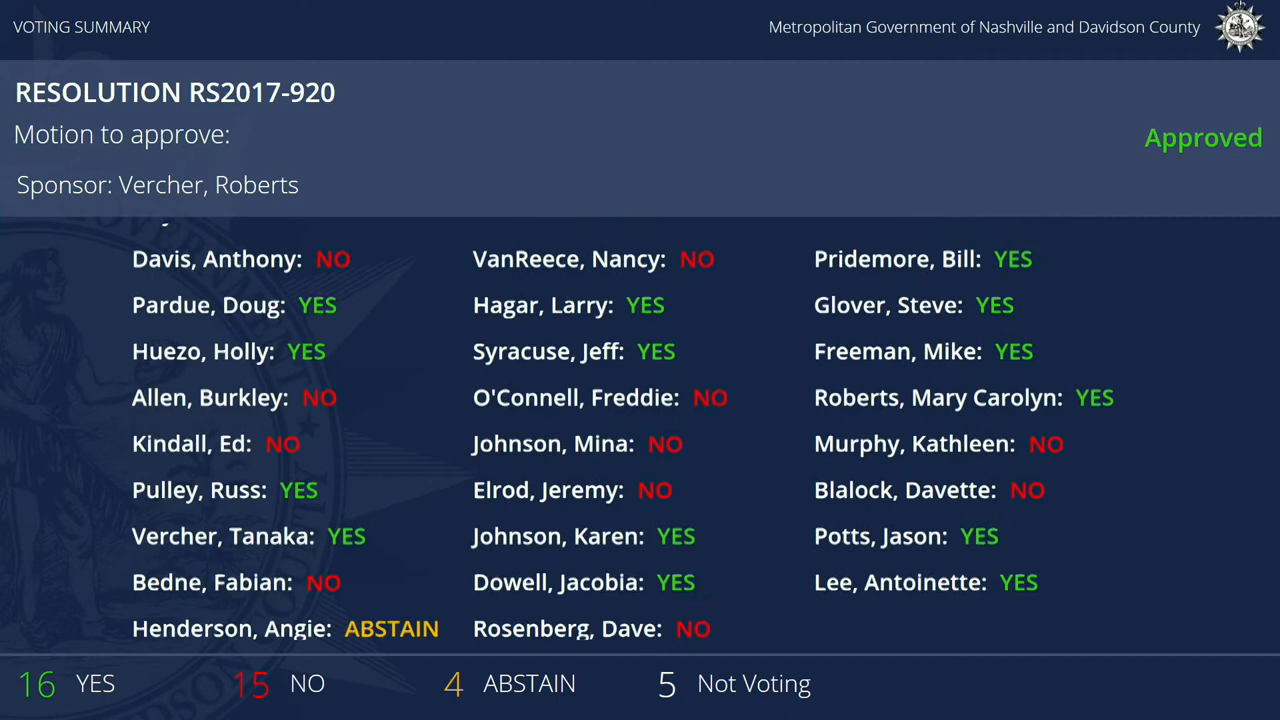 VOTING SUMMARY
Metropolitan Government of Nashville and Davidson County
RESOLUTION RS2017-920
Motion to approve:
Approved
Sponsor: Vercher, Roberts
Davis, Anthony: NO VanReece, Nancy: NO Pridemore, Bill: YES
Pardue, Doug: YES Hagar, Larry: YES Glover, Steve: YES
Huezo, Holly: YES Syracuse, Jeff: YES Freeman, Mike: YES
Allen, Burkley: NO O'Connell, Freddie: NO Roberts, Mary Carolyn: YES
Kindall, Ed: NO Johnson, Mina: NO Murphy, Kathleen: NO
Pulley, Russ: YES Elrod, Jeremy: NO Blalock, Davette: NO
Vercher, Tanaka: YES Johnson, Karen: YES Potts, Jason: YES
Bedne, Fabian: NO Dowell, Jacobia: YES Lee, Antoinette: YES
Henderson, Angie: ABSTAIN Rosenberg, Dave: NO
16 YES 15 NO 4 ABSTAIN 5 Not Voting